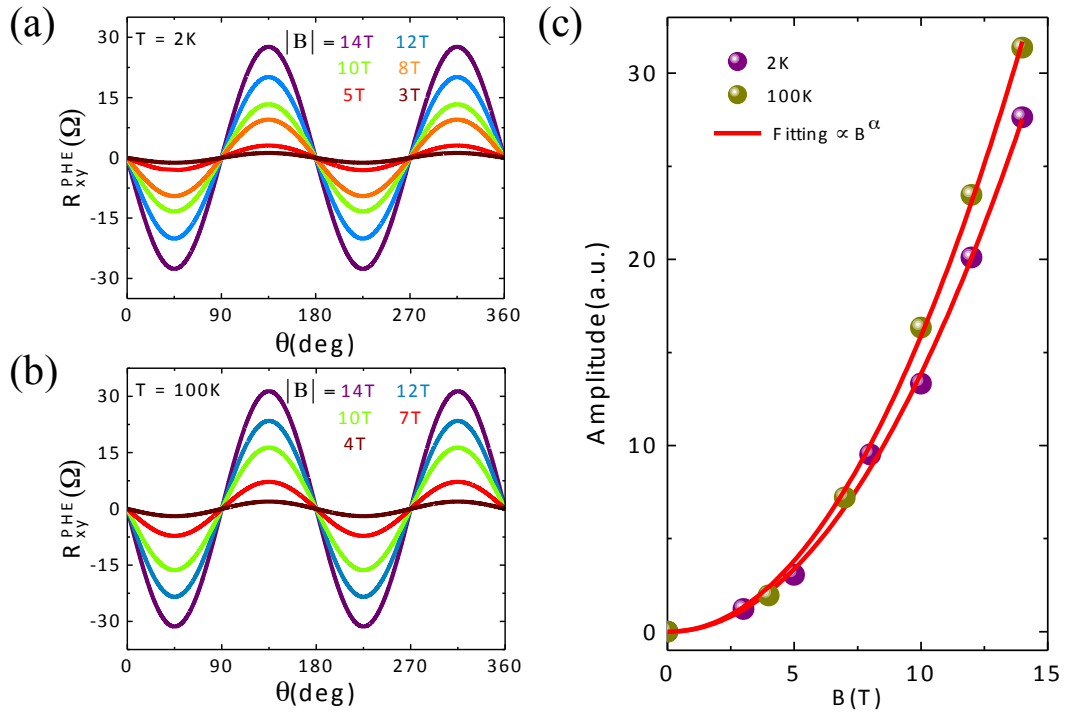 (a)
T = 2K
|B| = 14T 12T
10T 8T
5T 3T
30
15
0
-15
-30
R_xy^PHE (Ω)
0 90 180 270 360
θ(deg)
(b)
T = 100K
|B| = 14T 12T
10T 7T
4T
30
15
0
-15
-30
R_xy^PHE (Ω)
0 90 180 270 360
θ(deg)
(c)
2K
100K
Fitting ∝ B^α
30
20
10
0
Amplitude(a.u.)
0 5 10 15
B(T)